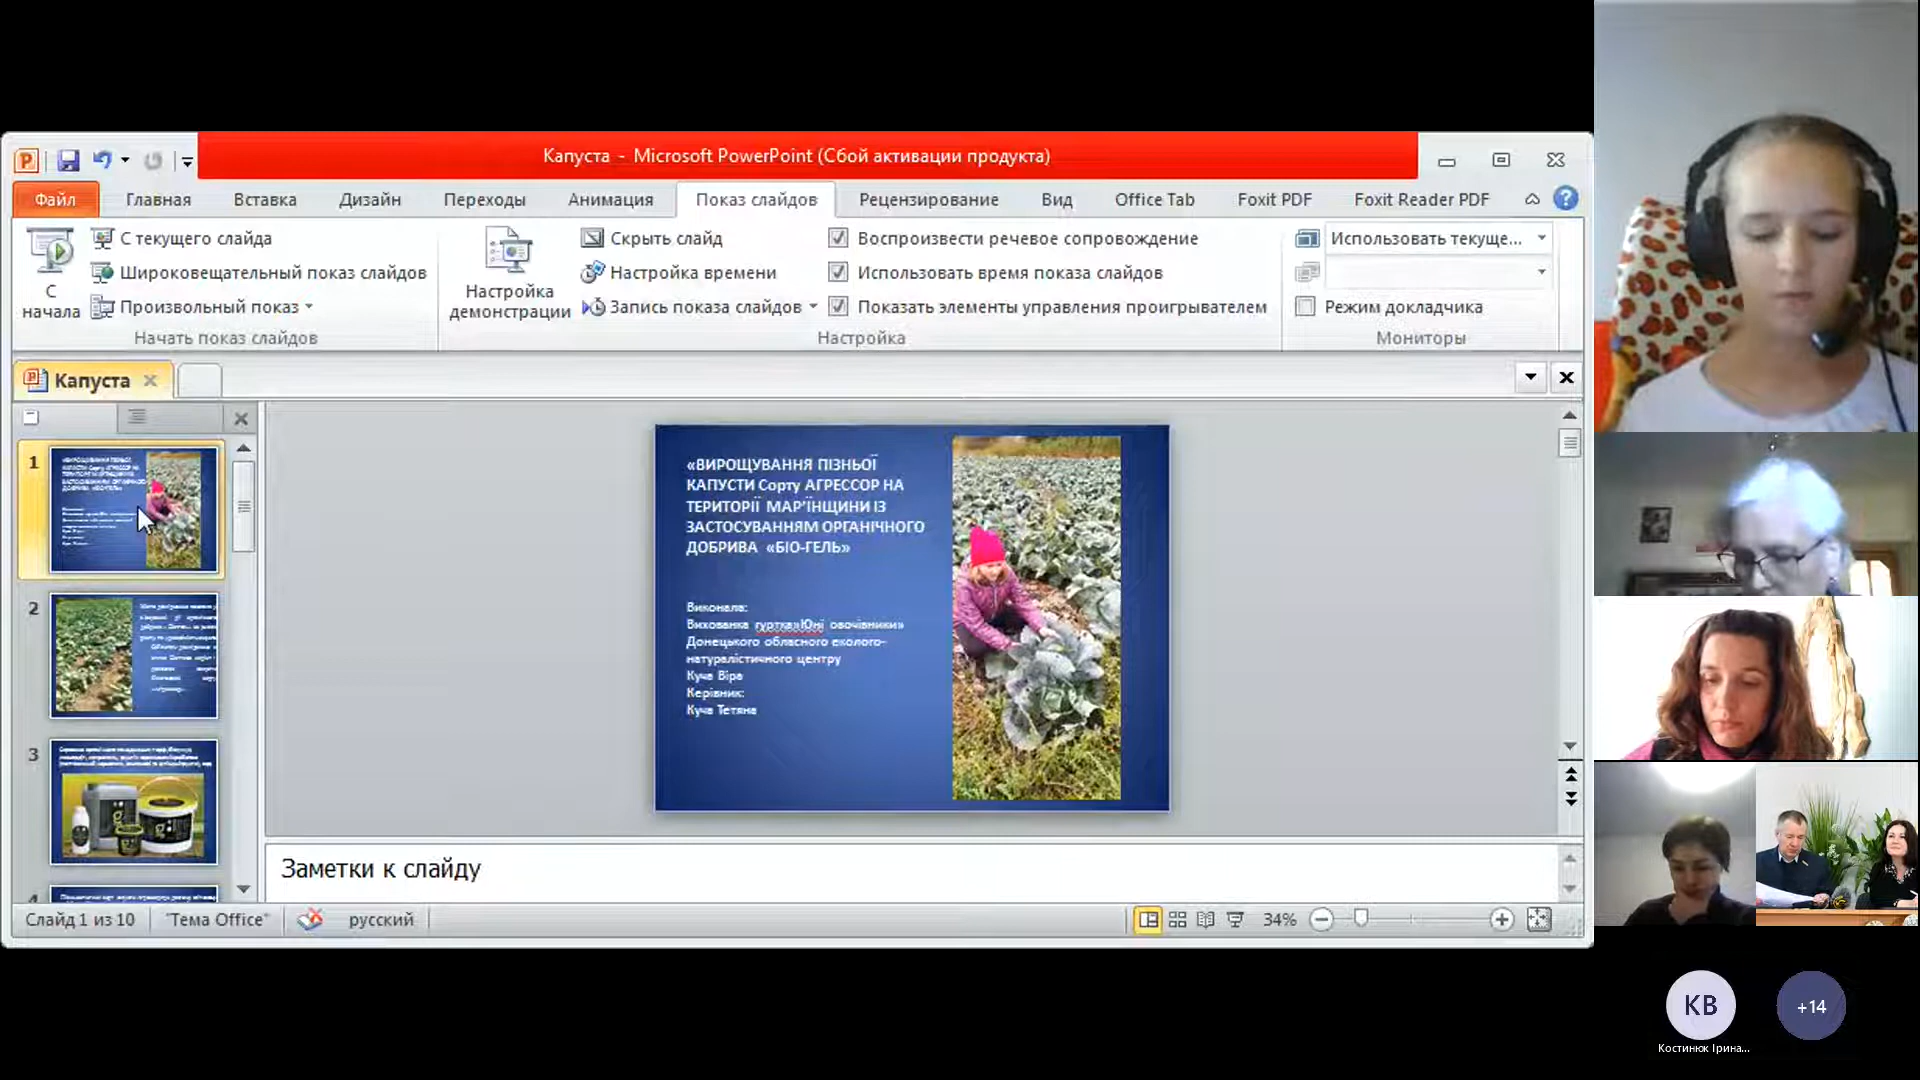 Капуста - Microsoft PowerPoint (Сбой активации продукта)
Файл Главная Вставка Дизайн Переходы Анимация Показ слайдов Рецензирование Вид Office Tab Foxit PDF Foxit Reader PDF
С начала
С текущего слайда
Широковещательный показ слайдов
Произвольный показ
Начать показ слайдов
Настройка демонстрации
Скрыть слайд
Настройка времени
Запись показа слайдов
Воспроизвести речевое сопровождение
Использовать время показа слайдов
Показать элементы управления проигрывателем
Настройка
Использовать текуще...
Режим докладчика
Мониторы
Капуста
1
2
3
4
«ВИРОЩУВАННЯ ПІЗНЬОЇ
КАПУСТИ Сорту АГРЕССОР НА
ТЕРИТОРІЇ МАР’ЇНЩИНИ ІЗ
ЗАСТОСУВАННЯМ ОРГАНІЧНОГО
ДОБРИВА «БІО-ГЕЛЬ»
Виконала:
Вихованка гуртка»Юні овочівники»
Донецького обласного еколого-
натуралістичного центру
Куча Віра
Керівник:
Куча Тетяна
Заметки к слайду
Слайд 1 из 10 "Тема Office" русский 34%
КВ +14
Костинюк Ірина...